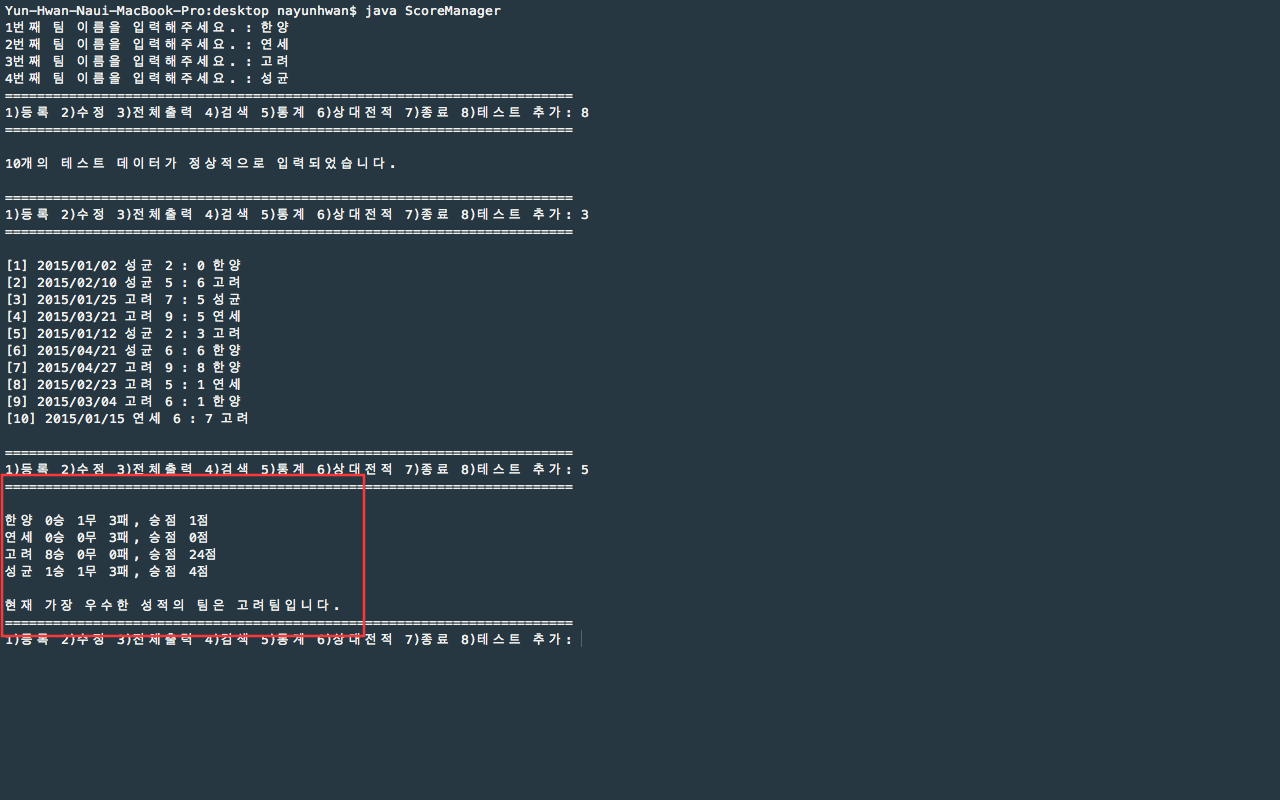 Yun-Hwan-Naui-MacBook-Pro:desktop nayunhwan$ java ScoreManager
1번째 팀 이름을 입력해주세요. : 한양
2번째 팀 이름을 입력해주세요. : 연세
3번째 팀 이름을 입력해주세요. : 고려
4번째 팀 이름을 입력해주세요. : 성균
=======================================================================
1)등록 2)수정 3)전체출력 4)검색 5)통계 6)상대전적 7)종료 8)테스트 추가: 8
=======================================================================
10개의 테스트 데이터가 정상적으로 입력되었습니다.
=======================================================================
1)등록 2)수정 3)전체출력 4)검색 5)통계 6)상대전적 7)종료 8)테스트 추가: 3
=======================================================================
[1] 2015/01/02 성균 2 : 0 한양
[2] 2015/02/10 성균 5 : 6 고려
[3] 2015/01/25 고려 7 : 5 성균
[4] 2015/03/21 고려 9 : 5 연세
[5] 2015/01/12 성균 2 : 3 고려
[6] 2015/04/21 성균 6 : 6 한양
[7] 2015/04/27 고려 9 : 8 한양
[8] 2015/02/23 고려 5 : 1 연세
[9] 2015/03/04 고려 6 : 1 한양
[10] 2015/01/15 연세 6 : 7 고려
=======================================================================
1)등록 2)수정 3)전체출력 4)검색 5)통계 6)상대전적 7)종료 8)테스트 추가: 5
=======================================================================
한양 0승 1무 3패, 승점 1점
연세 0승 0무 3패, 승점 0점
고려 8승 0무 0패, 승점 24점
성균 1승 1무 3패, 승점 4점
현재 가장 우수한 성적의 팀은 고려팀입니다.
=======================================================================
1)등록 2)수정 3)전체출력 4)검색 5)통계 6)상대전적 7)종료 8)테스트 추가: